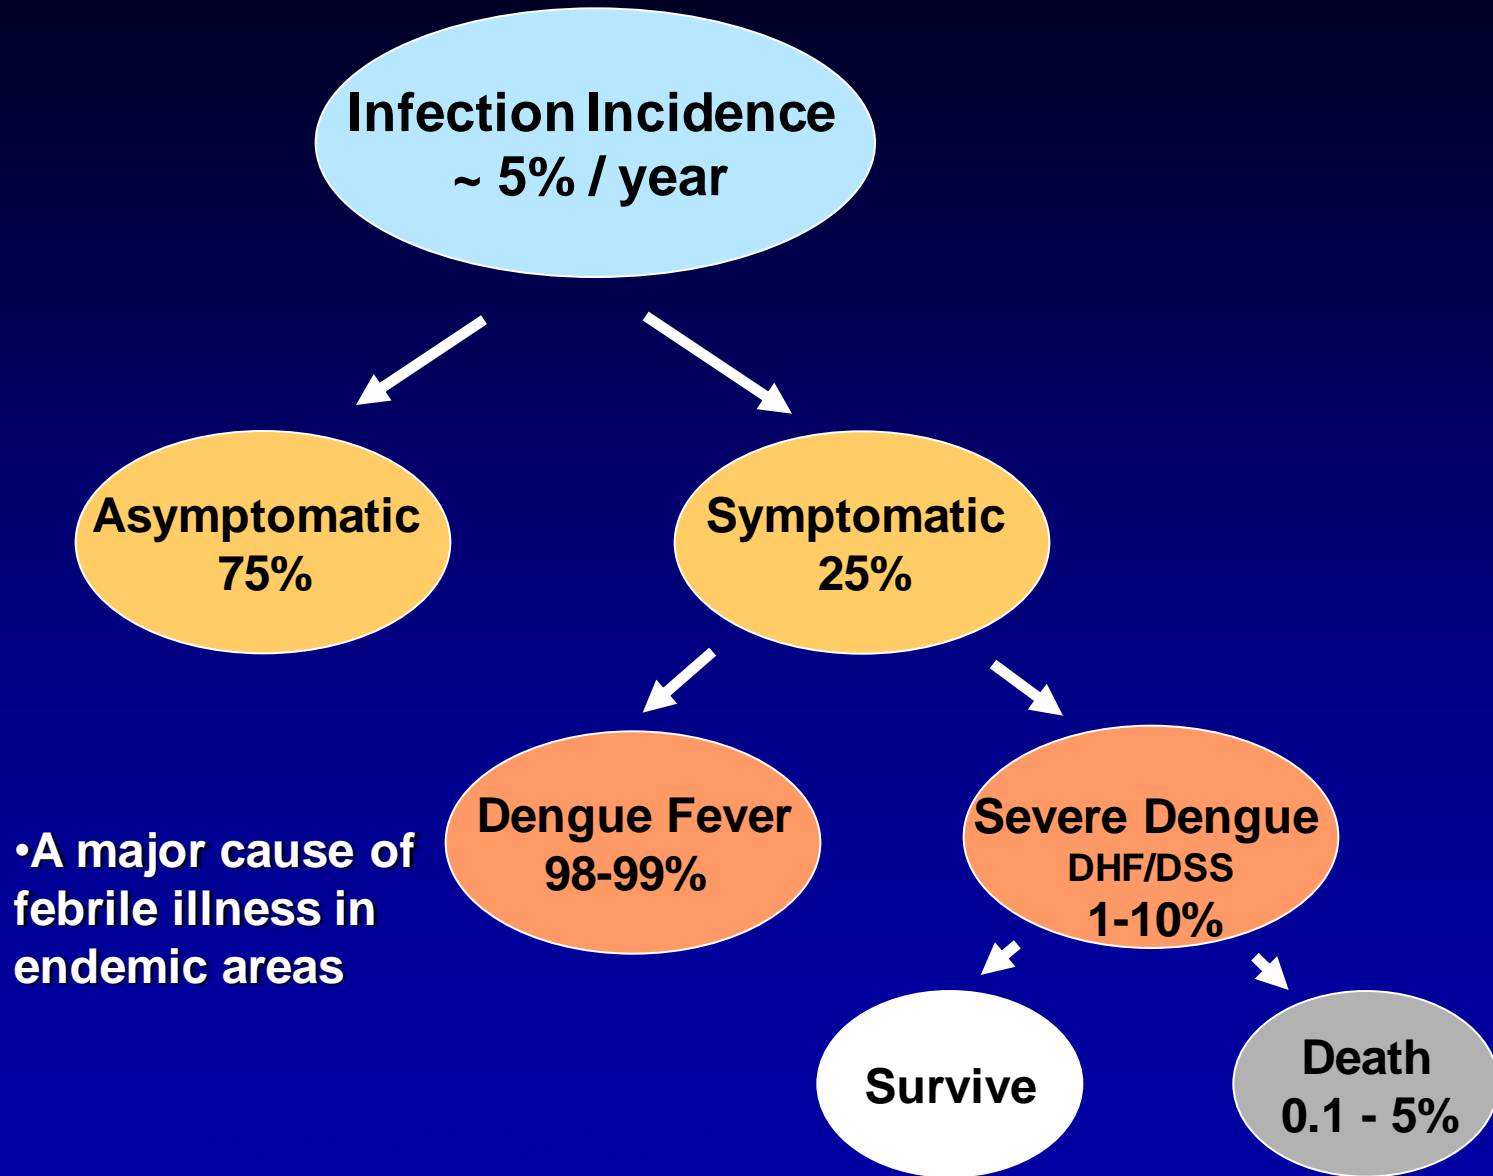 Infection Incidence
~ 5% / year
Asymptomatic
75%
Symptomatic
25%
Dengue Fever
98-99%
Severe Dengue
DHF/DSS
1-10%
•A major cause of
febrile illness in
endemic areas
Survive
Death
0.1 - 5%